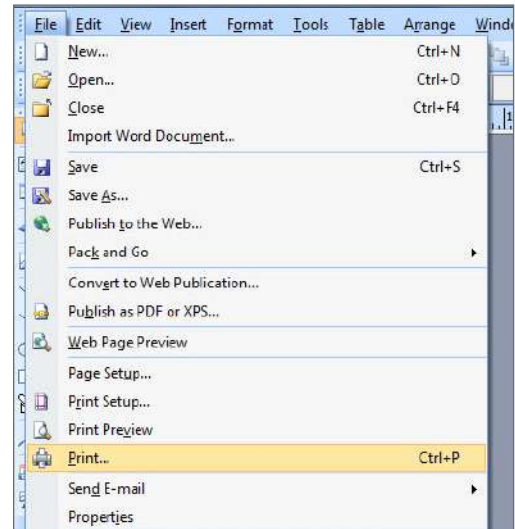 File Edit View Insert Format Tools Table Arrange
New... Ctrl+N
Open... Ctrl+O
Close Ctrl+F4
Import Word Document...
Save Ctrl+S
Save As...
Publish to the Web...
Pack and Go
Convert to Web Publication...
Publish as PDF or XPS...
Web Page Preview
Page Setup...
Print Setup...
Print Preview
Print... Ctrl+P
Send E-mail
Properties